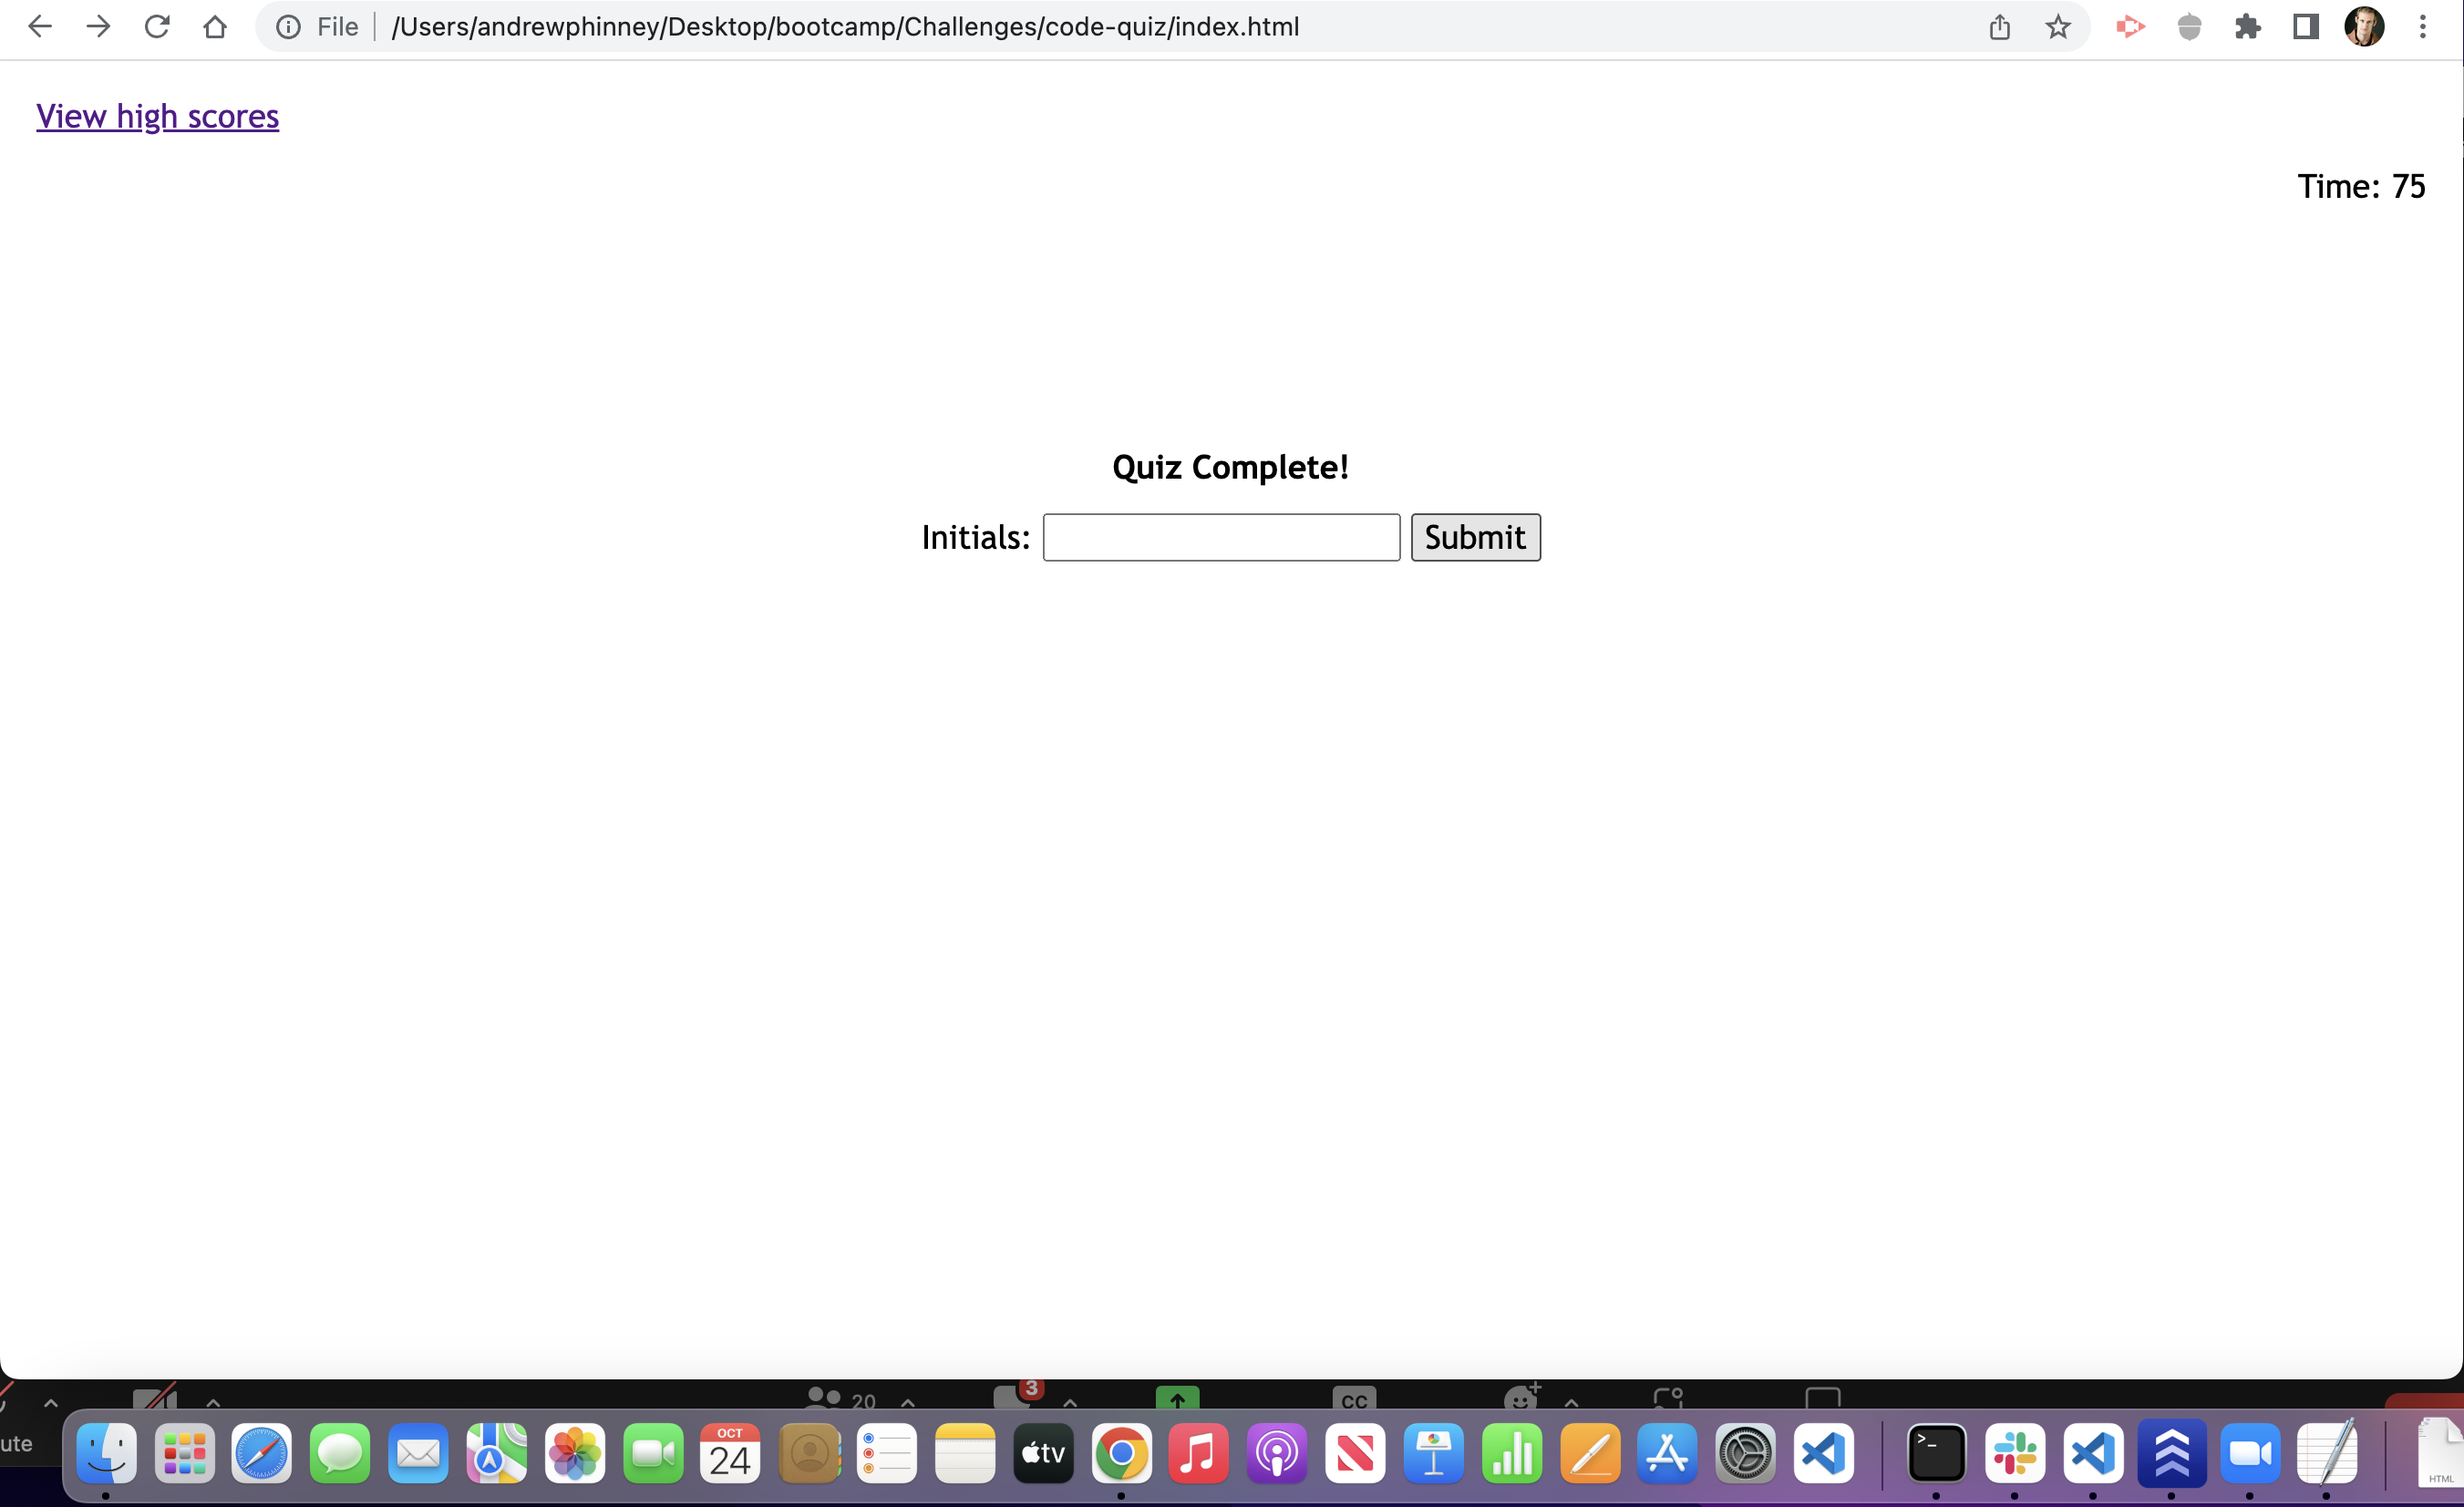 File /Users/andrewphinney/Desktop/bootcamp/Challenges/code-quiz/index.html
View high scores
Time: 75
Quiz Complete!
Initials: Submit
20 3 CC
ute
OCT
24
tv
>_
HTML